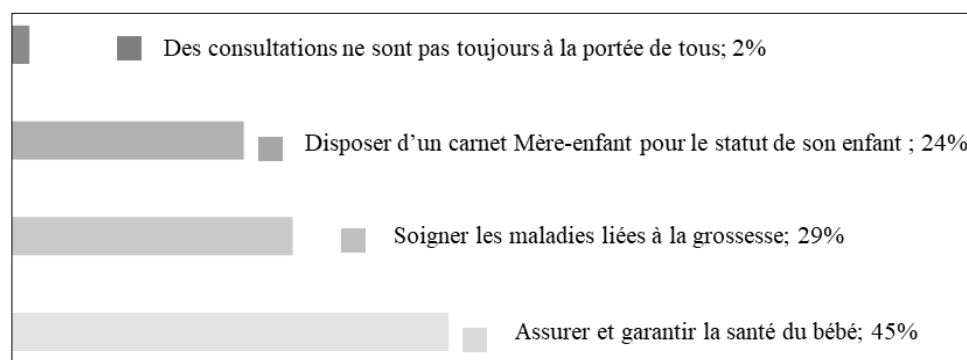 Des consultations ne sont pas toujours à la portée de tous; 2%
Disposer d'un carnet Mère-enfant pour le statut de son enfant ; 24%
Soigner les maladies liées à la grossesse; 29%
Assurer et garantir la santé du bébé; 45%